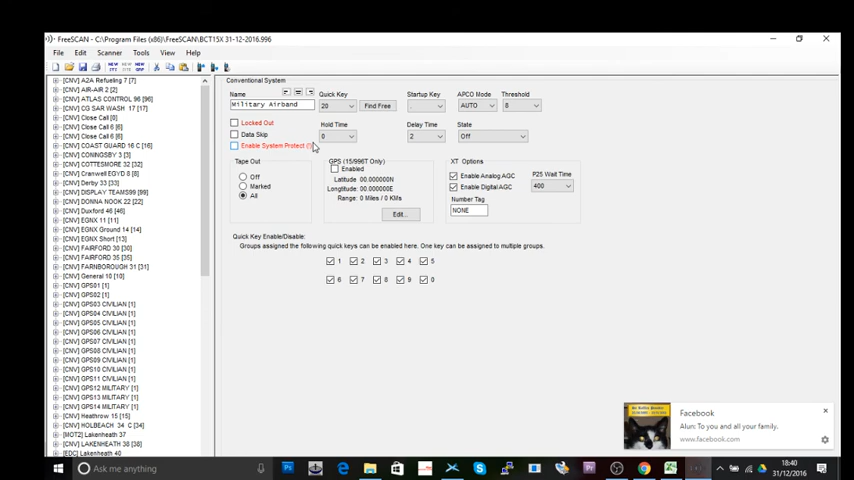 FreeSCAN - C:\Program Files (x86)\FreeSCAN\BCT15X 31-12-2016.996
File Edit Scanner Tools View Help
[CNV] A2A Refueling 7 [7]
[CNV] AIR-AIR 2 [2]
[CNV] ATLAS CONTROL 96 [96]
[CNV] CG SAR WASH 17 [17]
[CNV] Close Call [0]
[CNV] Close Call 6 [6]
[CNV] Close Call 6 [6]
[CNV] COAST GUARD 16 C [16]
[CNV] CONINGSBY 3 [3]
[CNV] COTTESMORE 32 [32]
[CNV] Cranwell EGYD 8 [8]
[CNV] Derby 33 [33]
[CNV] DISPLAY TEAMS99 [99]
[CNV] DONNA NOOK 22 [22]
[CNV] Duxford 46 [46]
[CNV] EGNX 11 [11]
[CNV] EGNX Ground 14 [14]
[CNV] EGNX Short [13]
[CNV] FAIRFORD 30 [30]
[CNV] FAIRFORD 35 [35]
[CNV] FARNBOROUGH 31 [31]
[CNV] General 10 [10]
[CNV] GPS01 [1]
[CNV] GPS02 [1]
[CNV] GPS03 CIVILIAN [1]
[CNV] GPS04 CIVILIAN [1]
[CNV] GPS05 CIVILIAN [1]
[CNV] GPS06 CIVILIAN [1]
[CNV] GPS07 CIVILIAN [1]
[CNV] GPS08 CIVILIAN [1]
[CNV] GPS09 CIVILIAN [1]
[CNV] GPS10 CIVILIAN [1]
[CNV] GPS11 CIVILIAN [1]
[CNV] GPS12 MILITARY [1]
[CNV] GPS13 MILITARY [1]
[CNV] GPS14 MILITARY [1]
[CNV] Heathrow 15 [15]
[CNV] HOLBEACH 34 C [34]
[MOT2] Lakenheath 37
[CNV] LAKENHEATH 38 [38]
[EDC] Lakenheath 40
Conventional System
Name Quick Key Startup Key APCO Mode Threshold
Military Airband 20 Find Free . AUTO 8
Locked Out Hold Time Delay Time State
Data Skip 0 2 Off
Enable System Protect (!)
Tape Out GPS (15/996T Only) XT Options
Off Enabled Enable Analog AGC P25 Wait Time
Marked Latitude: 00.000000N Enable Digital AGC 400
All Longitude: 00.000000E Number Tag
Range: 0 Miles / 0 KMs NONE
Edit...
Quick Key Enable/Disable:
Groups assigned the following quick keys can be enabled here. One key can be assigned to multiple groups.
1 2 3 4 5
6 7 8 9 0
Facebook
Alun: To you and all your family.
www.facebook.com
Ask me anything
18:40
31/12/2016